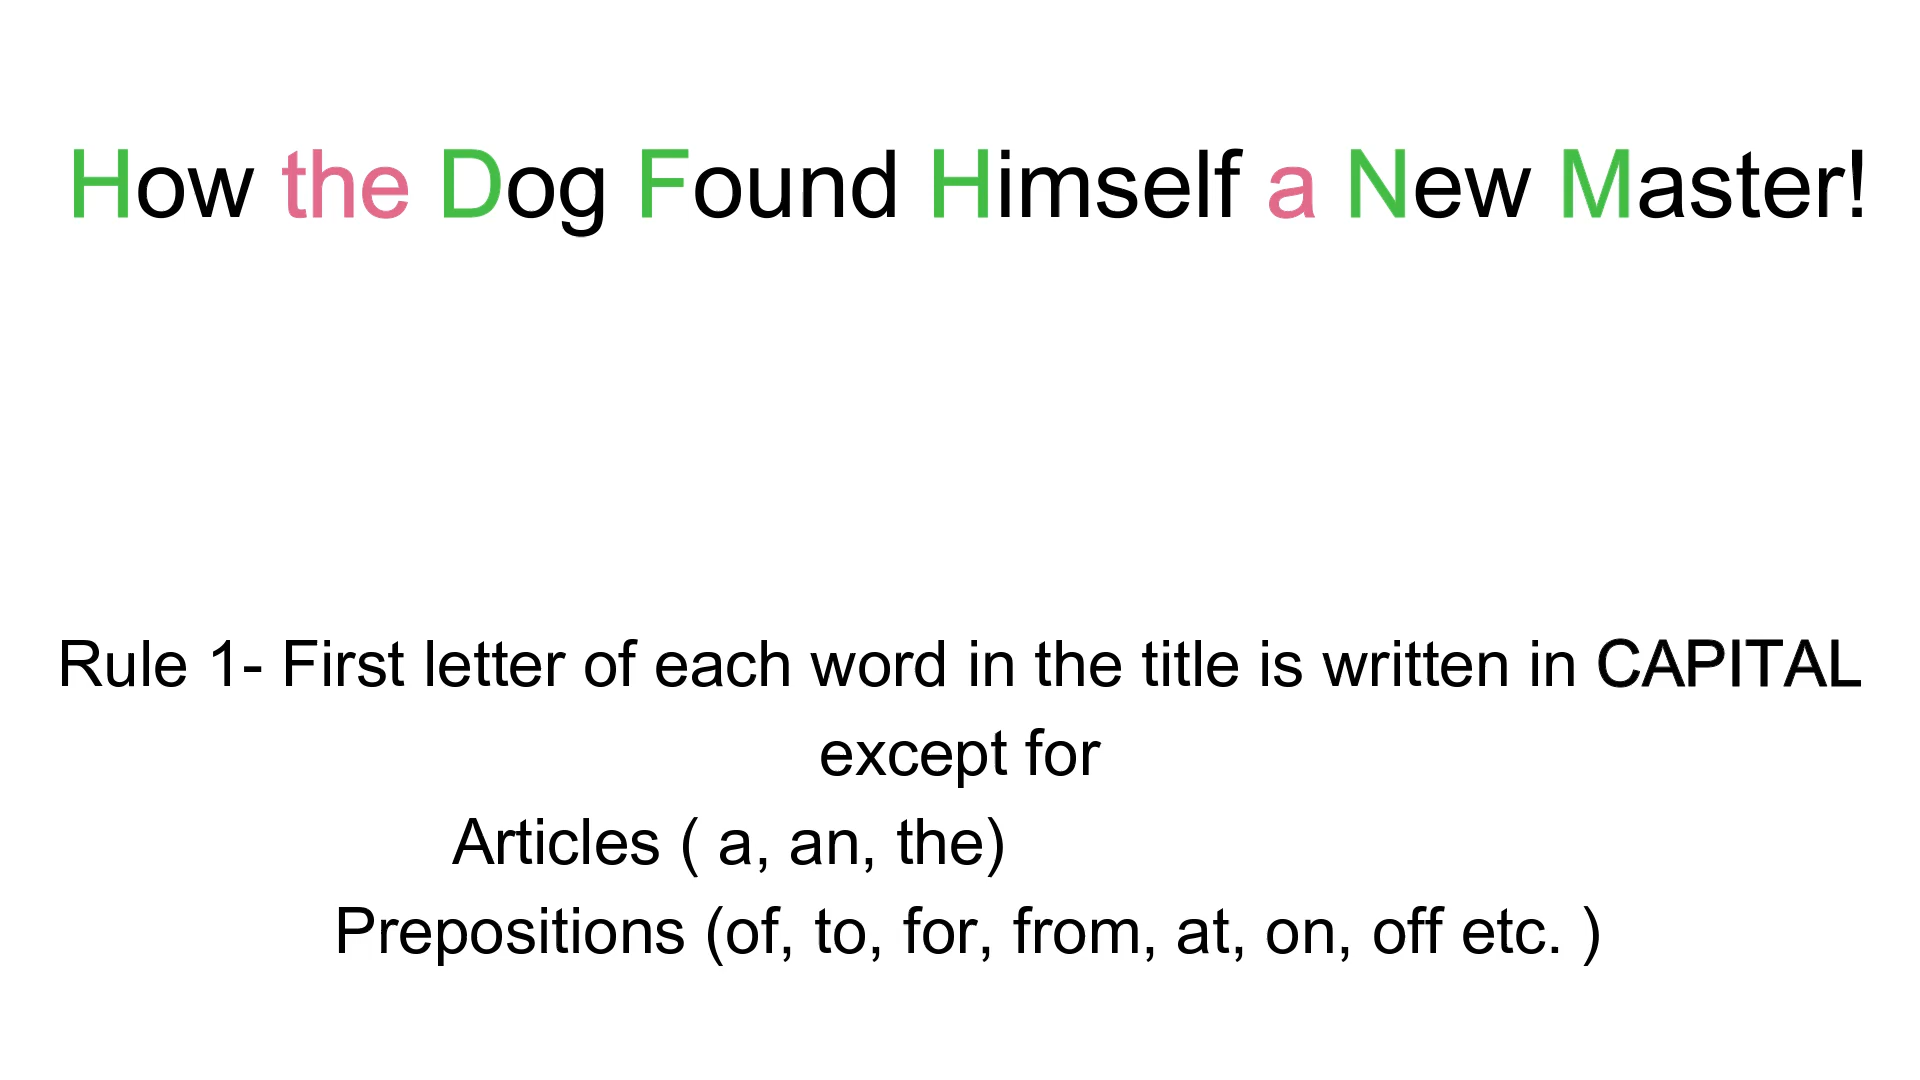 How the Dog Found Himself a New Master!
Rule 1- First letter of each word in the title is written in CAPITAL
except for
Articles ( a, an, the)
Prepositions (of, to, for, from, at, on, off etc. )